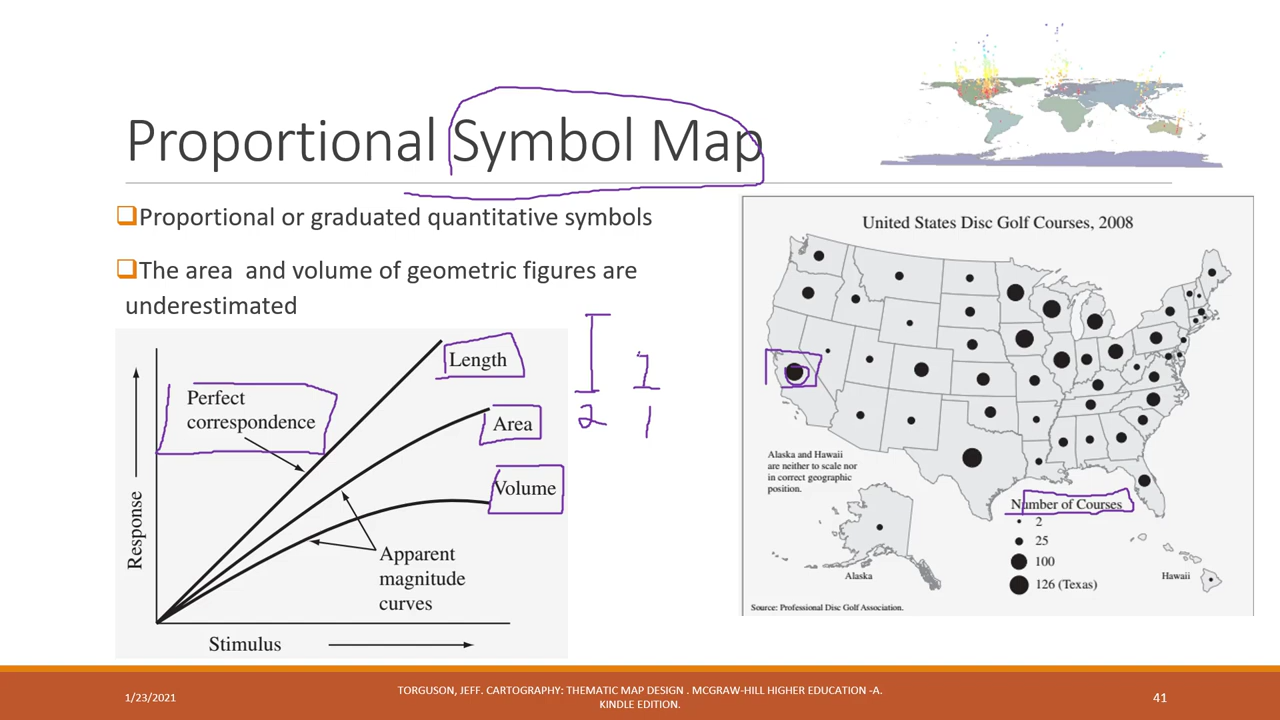 Proportional Symbol Map
Proportional or graduated quantitative symbols
The area and volume of geometric figures are
underestimated
Length
Perfect
correspondence
Area
Volume
Response
Apparent
magnitude
curves
Stimulus
2 1
United States Disc Golf Courses, 2008
Alaska and Hawaii
are neither to scale nor
in correct geographic
position.
Number of Courses
2
25
100
126 (Texas)
Alaska
Hawaii
Source: Professional Disc Golf Association.
1/23/2021
TORGUSON, JEFF. CARTOGRAPHY: THEMATIC MAP DESIGN . MCGRAW-HILL HIGHER EDUCATION -A.
KINDLE EDITION.
41